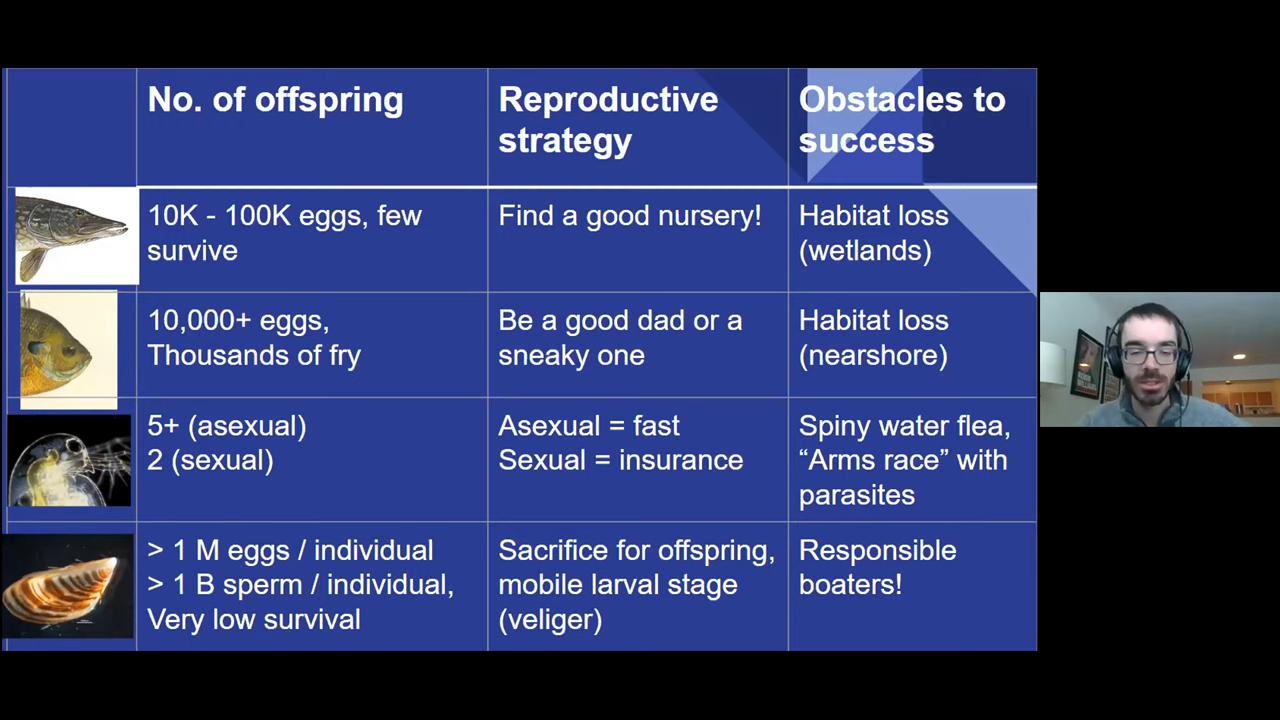 No. of offspring
Reproductive
strategy
Obstacles to
success
10K - 100K eggs, few
survive
Find a good nursery!
Habitat loss
(wetlands)
10,000+ eggs,
Thousands of fry
Be a good dad or a
sneaky one
Habitat loss
(nearshore)
5+ (asexual)
2 (sexual)
Asexual = fast
Sexual = insurance
Spiny water flea,
“Arms race” with
parasites
> 1 M eggs / individual
> 1 B sperm / individual,
Very low survival
Sacrifice for offspring,
mobile larval stage
(veliger)
Responsible
boaters!